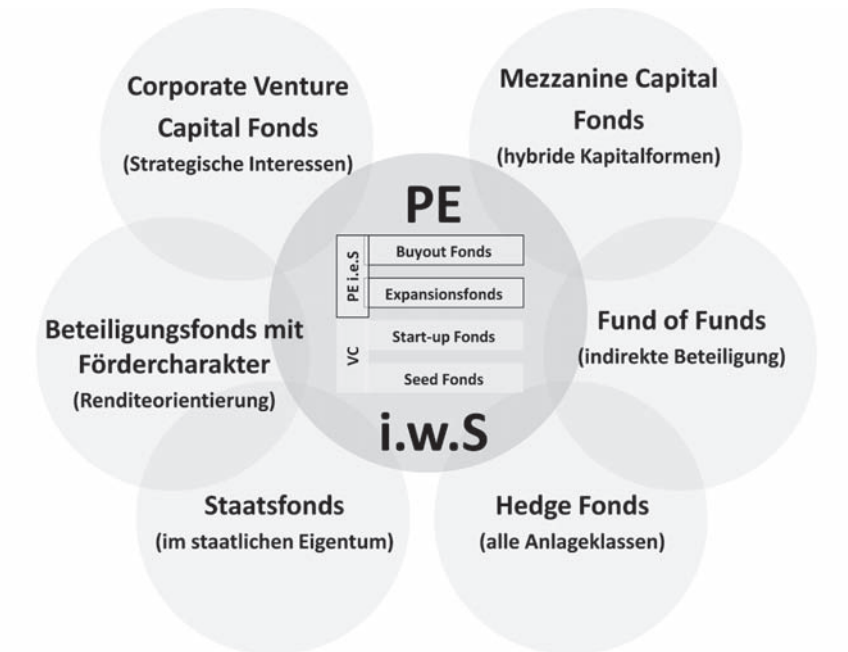 Corporate Venture
Capital Fonds
(Strategische Interessen)
Mezzanine Capital
Fonds
(hybride Kapitalformen)
PE
PE i.e.S
Buyout Fonds
Expansionsfonds
VC
Start-up Fonds
Seed Fonds
i.w.S
Beteiligungsfonds mit
Fördercharakter
(Renditeorientierung)
Fund of Funds
(indirekte Beteiligung)
Staatsfonds
(im staatlichen Eigentum)
Hedge Fonds
(alle Anlageklassen)